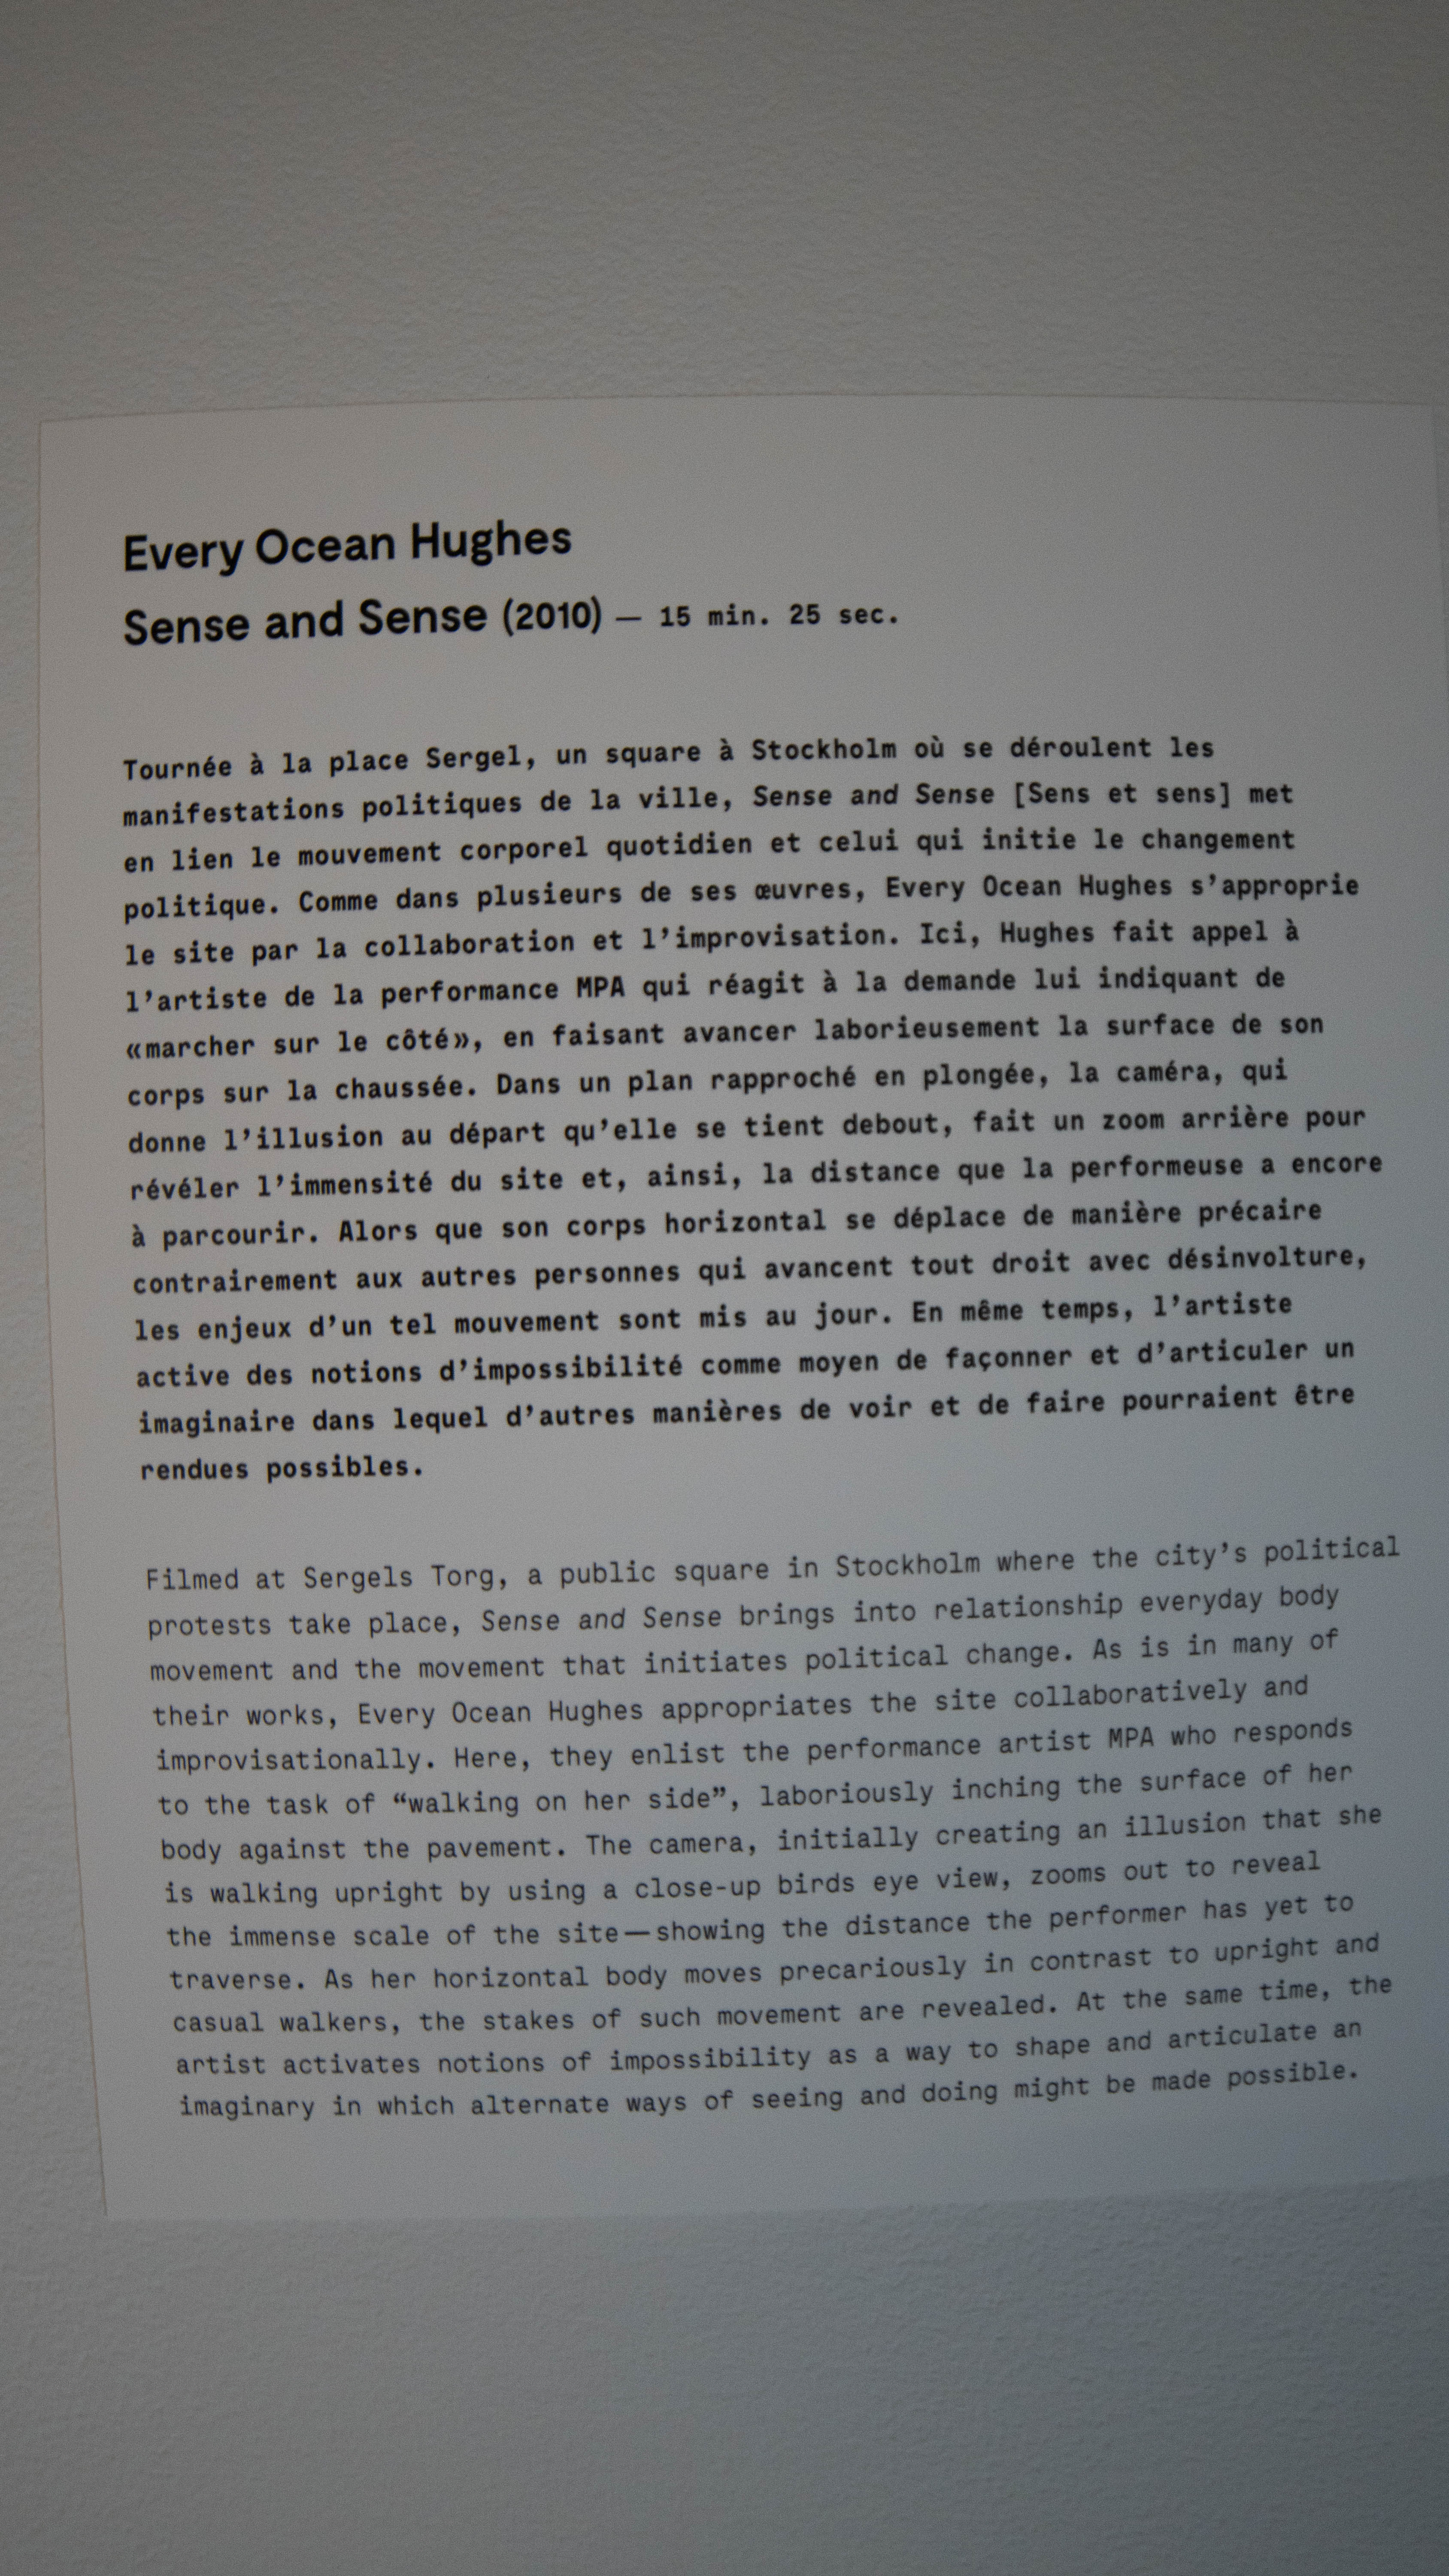 Every Ocean Hughes
Sense and Sense (2010) — 15 min. 25 sec.
Tournée à la place Sergel, un square à Stockholm où se déroulent les
manifestations politiques de la ville, Sense and Sense [Sens et sens] met
en lien le mouvement corporel quotidien et celui qui initie le changement
politique. Comme dans plusieurs de ses œuvres, Every Ocean Hughes s’approprie
le site par la collaboration et l’improvisation. Ici, Hughes fait appel à
l’artiste de la performance MPA qui réagit à la demande lui indiquant de
«marcher sur le côté», en faisant avancer laborieusement la surface de son
corps sur la chaussée. Dans un plan rapproché en plongée, la caméra, qui
donne l’illusion au départ qu’elle se tient debout, fait un zoom arrière pour
révéler l’immensité du site et, ainsi, la distance que la performeuse a encore
à parcourir. Alors que son corps horizontal se déplace de manière précaire
contrairement aux autres personnes qui avancent tout droit avec désinvolture,
les enjeux d’un tel mouvement sont mis au jour. En même temps, l’artiste
active des notions d’impossibilité comme moyen de façonner et d’articuler un
imaginaire dans lequel d’autres manières de voir et de faire pourraient être
rendues possibles.
Filmed at Sergels Torg, a public square in Stockholm where the city’s political
protests take place, Sense and Sense brings into relationship everyday body
movement and the movement that initiates political change. As is in many of
their works, Every Ocean Hughes appropriates the site collaboratively and
improvisationally. Here, they enlist the performance artist MPA who responds
to the task of “walking on her side”, laboriously inching the surface of her
body against the pavement. The camera, initially creating an illusion that she
is walking upright by using a close-up birds eye view, zooms out to reveal
the immense scale of the site—showing the distance the performer has yet to
traverse. As her horizontal body moves precariously in contrast to upright and
casual walkers, the stakes of such movement are revealed. At the same time, the
artist activates notions of impossibility as a way to shape and articulate an
imaginary in which alternate ways of seeing and doing might be made possible.